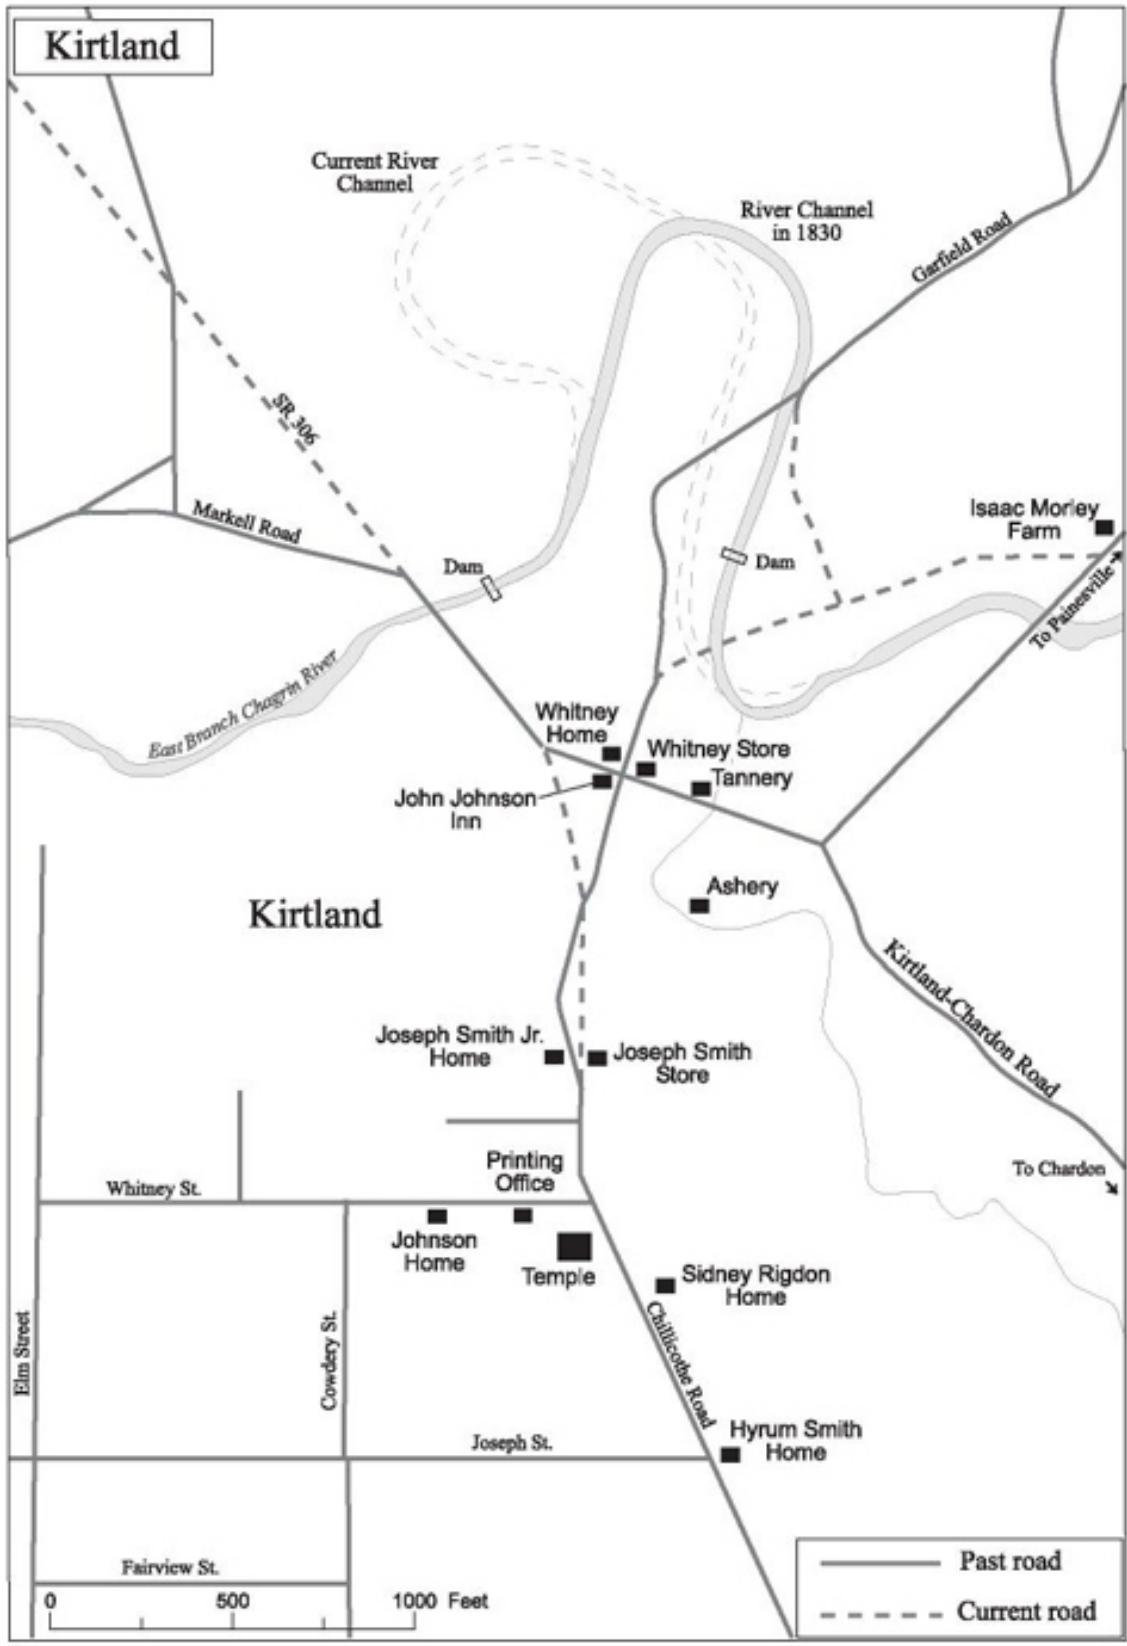 Kirtland
Current River
Channel
River Channel
in 1830
Garfield Road
SR 306
Markell Road
Isaac Morley
Farm
Dam
Dam
To Painesville
East Branch Chagrin River
Whitney
Home
Whitney Store
Tannery
John Johnson
Inn
Ashery
Kirtland
Kirtland-Chardon Road
Joseph Smith Jr.
Home
Joseph Smith
Store
Printing
Office
To Chardon
Whitney St.
Johnson
Home
Temple
Sidney Rigdon
Home
Elm Street
Cowdery St.
Chillicothe Road
Hyrum Smith
Home
Joseph St.
Fairview St.
0 500 1000 Feet
Past road
Current road